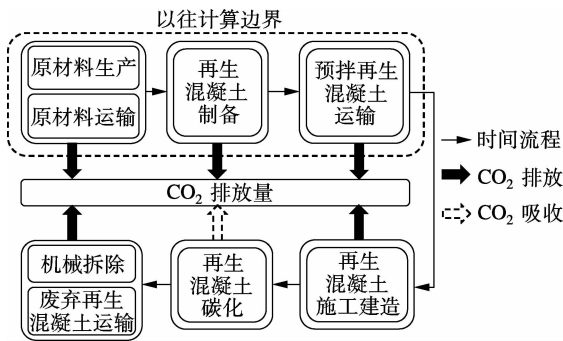 以往计算边界
原材料生产
原材料运输
再生
混凝土
制备
预拌再生
混凝土
运输
时间流程
CO₂ 排放
CO₂ 吸收
CO₂ 排放量
机械拆除
废弃再生
混凝土运输
再生
混凝土
碳化
再生
混凝土
施工建造